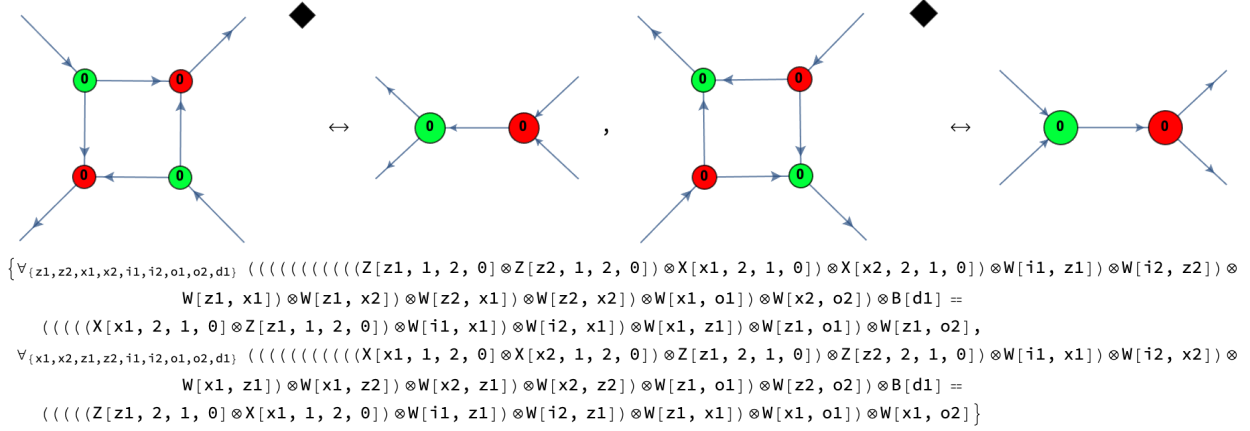 0 0 0 0
↔
0 0
,
0 0 0 0
↔
0 0
{∀{z1,z2,x1,x2,i1,i2,o1,o2,d1} (((((((((((Z[z1, 1, 2, 0]⊗Z[z2, 1, 2, 0])⊗X[x1, 2, 1, 0])⊗X[x2, 2, 1, 0])⊗W[i1, z1])⊗W[i2, z2])⊗
W[z1, x1])⊗W[z1, x2])⊗W[z2, x1])⊗W[z2, x2])⊗W[x1, o1])⊗W[x2, o2])⊗B[d1] ==
(((((X[x1, 2, 1, 0]⊗Z[z1, 1, 2, 0])⊗W[i1, x1])⊗W[i2, x1])⊗W[x1, z1])⊗W[z1, o1])⊗W[z1, o2],
∀{x1,x2,z1,z2,i1,i2,o1,o2,d1} (((((((((((X[x1, 1, 2, 0]⊗X[x2, 1, 2, 0])⊗Z[z1, 2, 1, 0])⊗Z[z2, 2, 1, 0])⊗W[i1, x1])⊗W[i2, x2])⊗
W[x1, z1])⊗W[x1, z2])⊗W[x2, z1])⊗W[x2, z2])⊗W[z1, o1])⊗W[z2, o2])⊗B[d1] ==
(((((Z[z1, 2, 1, 0]⊗X[x1, 1, 2, 0])⊗W[i1, z1])⊗W[i2, z1])⊗W[z1, x1])⊗W[x1, o1])⊗W[x1, o2]}